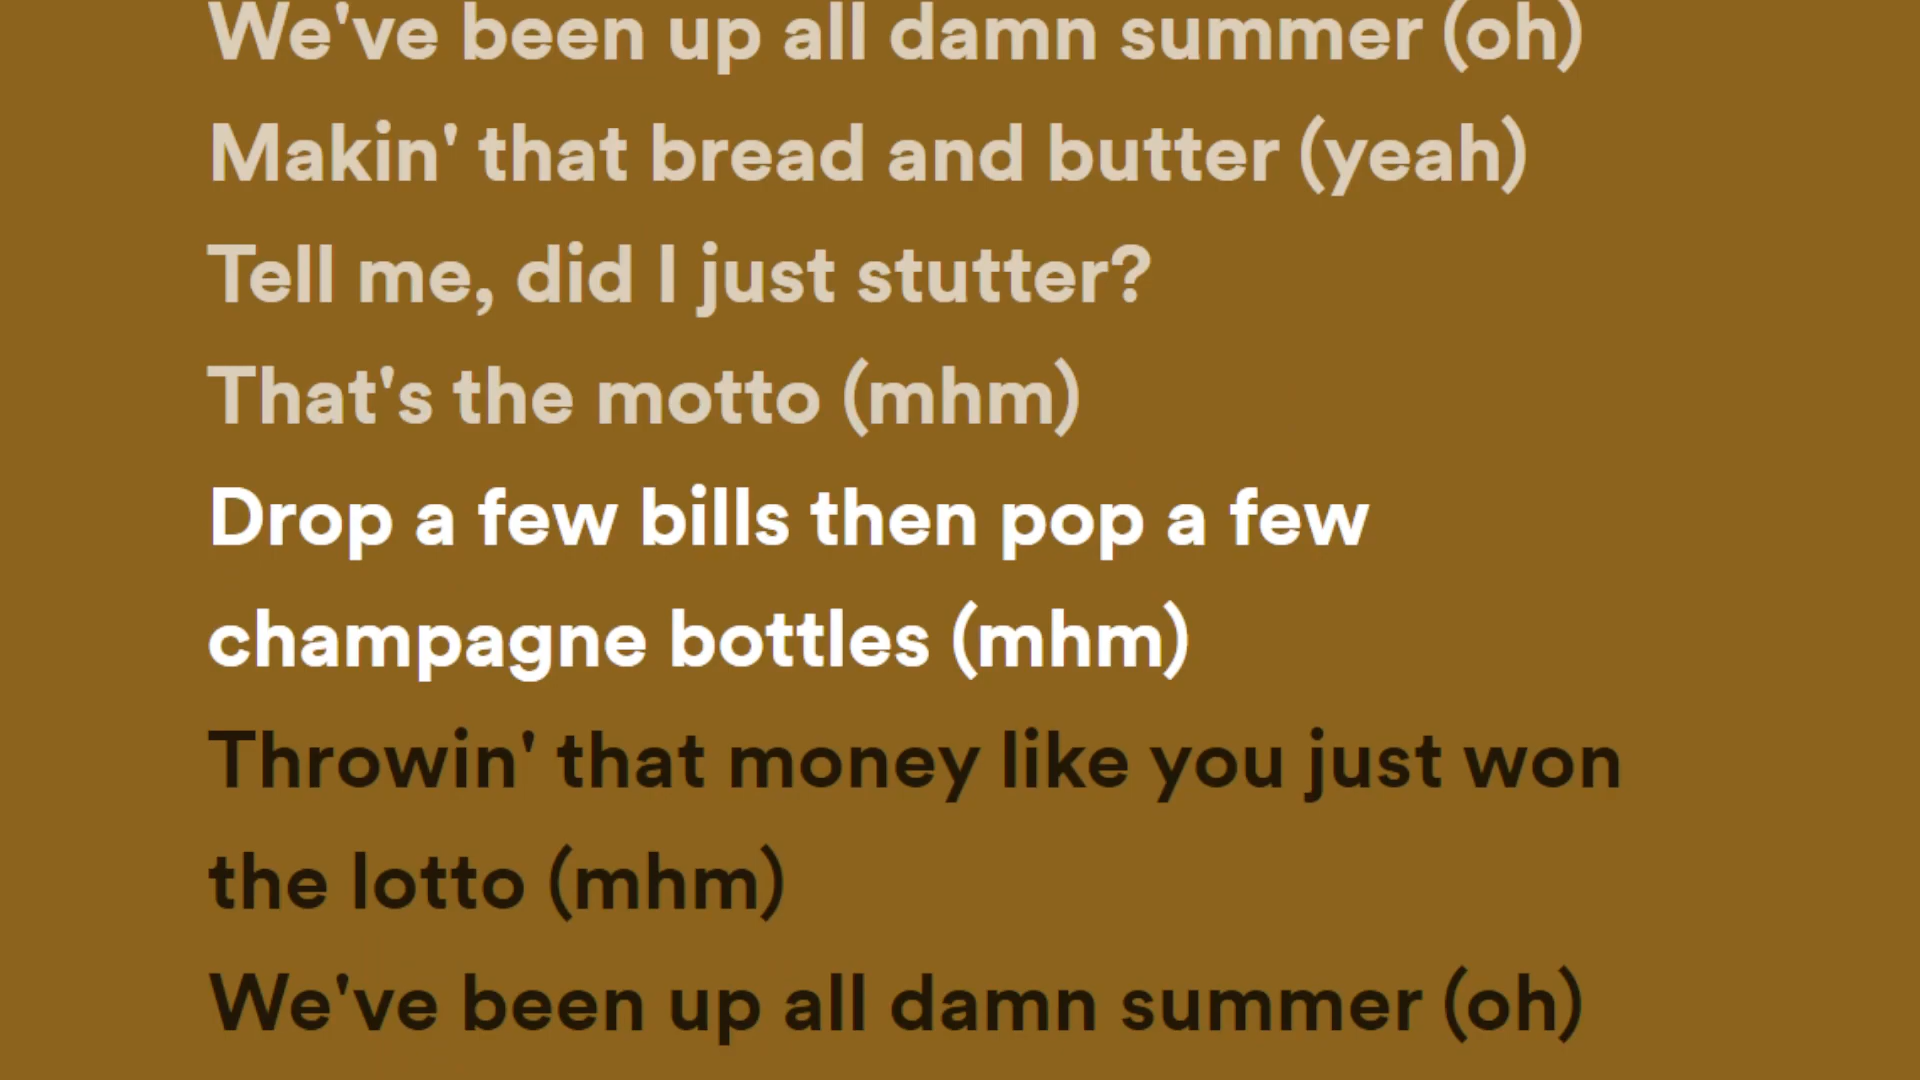 We've been up all damn summer (oh)
Makin' that bread and butter (yeah)
Tell me, did I just stutter?
That's the motto (mhm)
Drop a few bills then pop a few
champagne bottles (mhm)
Throwin' that money like you just won
the lotto (mhm)
We've been up all damn summer (oh)